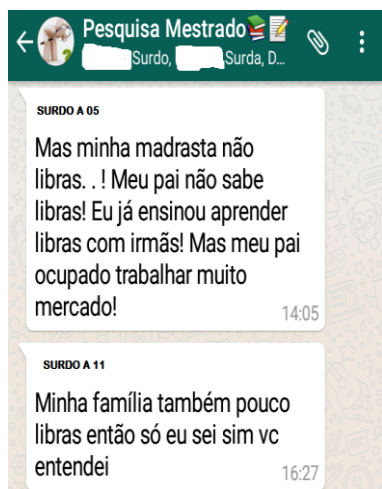 Pesquisa Mestrado📚📝
Surdo, Surda, D...
SURDO A 05
Mas minha madrasta não
libras. . ! Meu pai não sabe
libras! Eu já ensinou aprender
libras com irmãs! Mas meu pai
ocupado trabalhar muito
mercado!
14:05
SURDO A 11
Minha família também pouco
libras então só eu sei sim vc
entendei
16:27